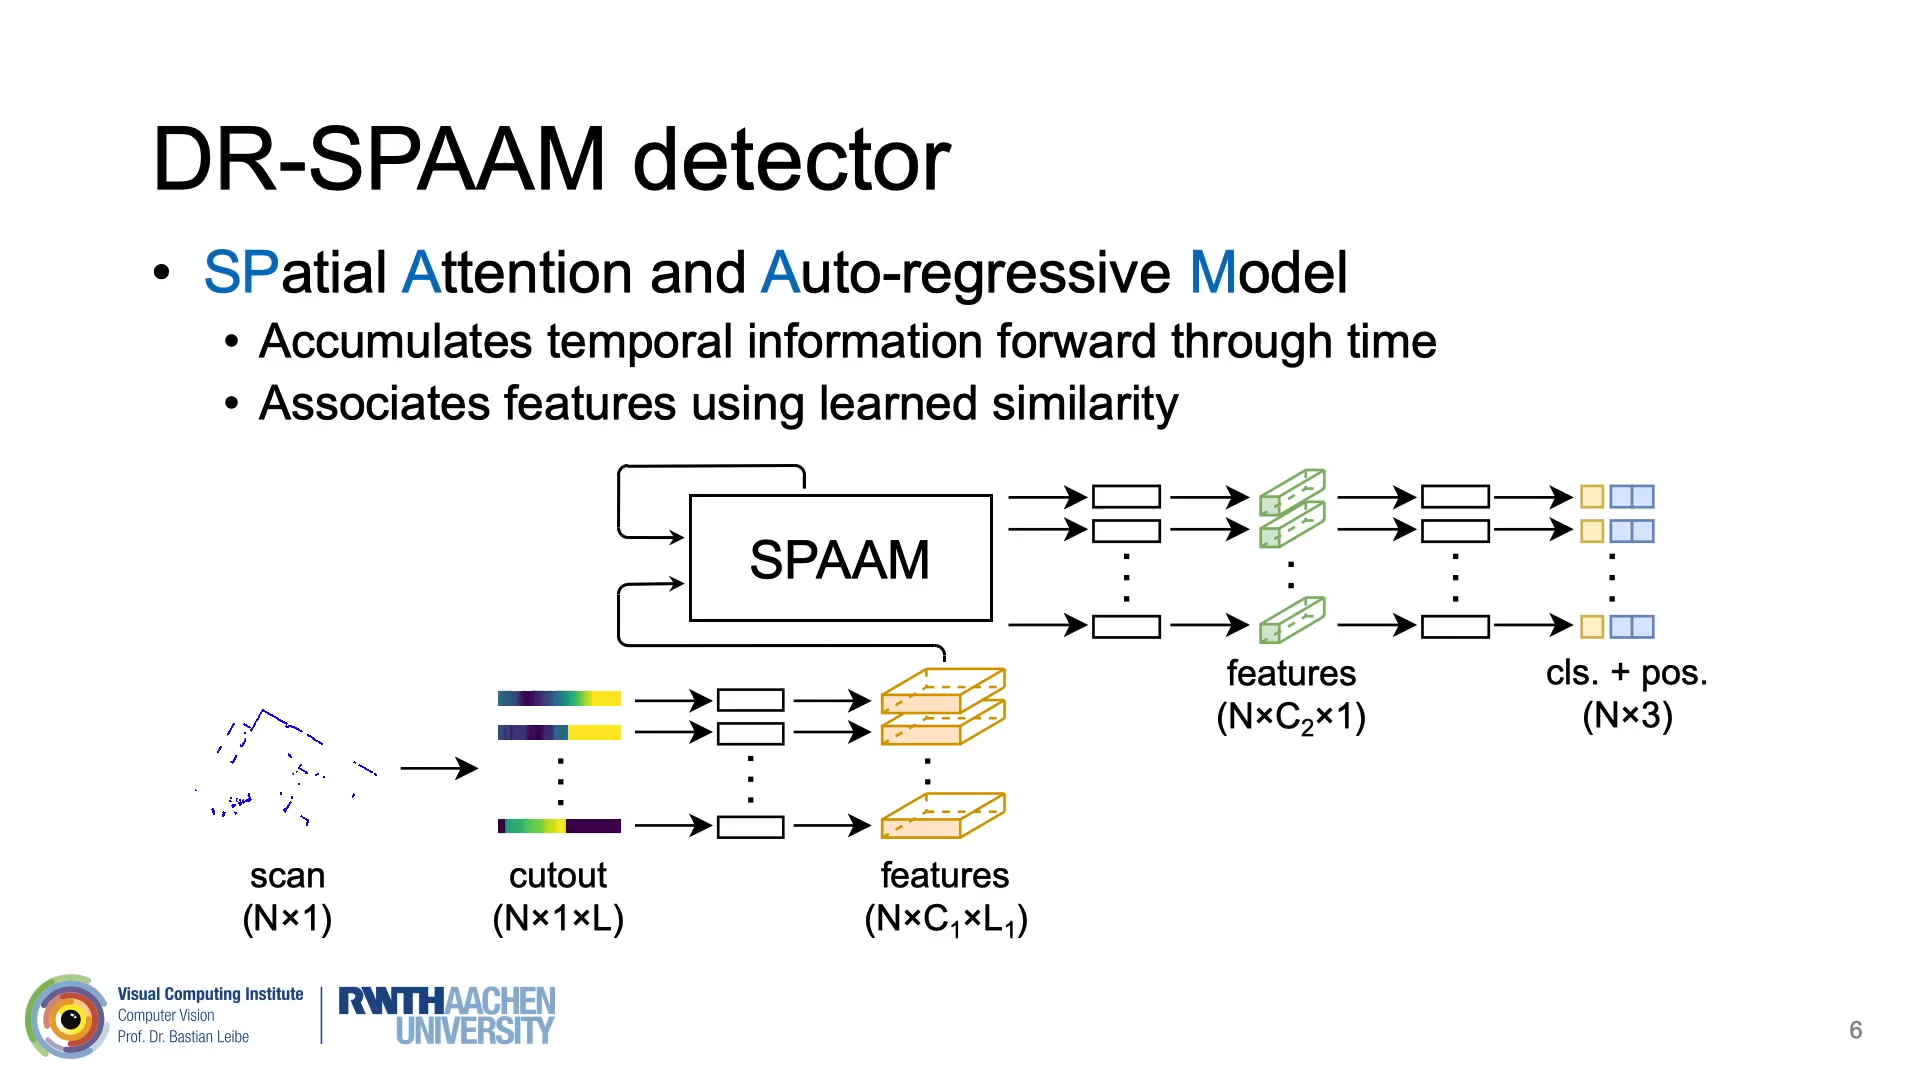 DR-SPAAM detector
• SPatial Attention and Auto-regressive Model
• Accumulates temporal information forward through time
• Associates features using learned similarity
SPAAM
features
(N×C₂×1)
cls. + pos.
(N×3)
scan
(N×1)
cutout
(N×1×L)
features
(N×C₁×L₁)
Visual Computing Institute
Computer Vision
Prof. Dr. Bastian Leibe
RWTH AACHEN
UNIVERSITY
6